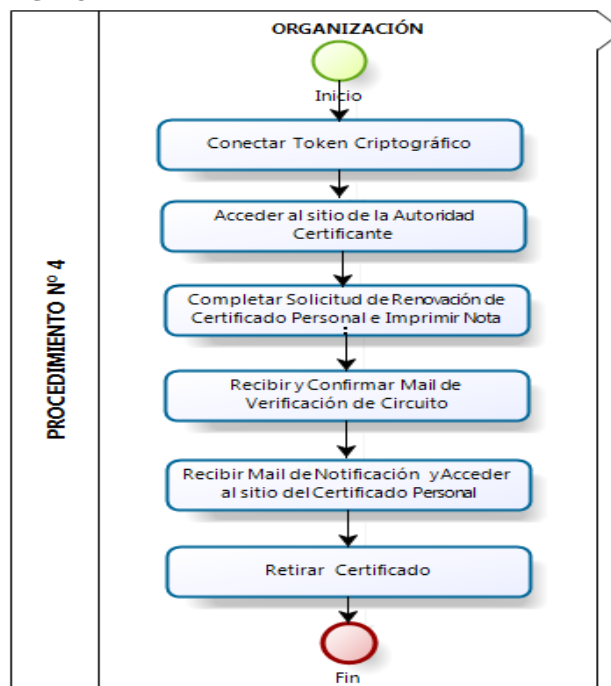 ORGANIZACIÓN
Inicio
PROCEDIMIENTO Nº 4
Conectar Token Criptográfico
Acceder al sitio de la Autoridad
Certificante
Completar Solicitud de Renovación de
Certificado Personal e Imprimir Nota
Recibir y Confirmar Mail de
Verificación de Circuito
Recibir Mail de Notificación y Acceder
al sitio del Certificado Personal
Retirar Certificado
Fin